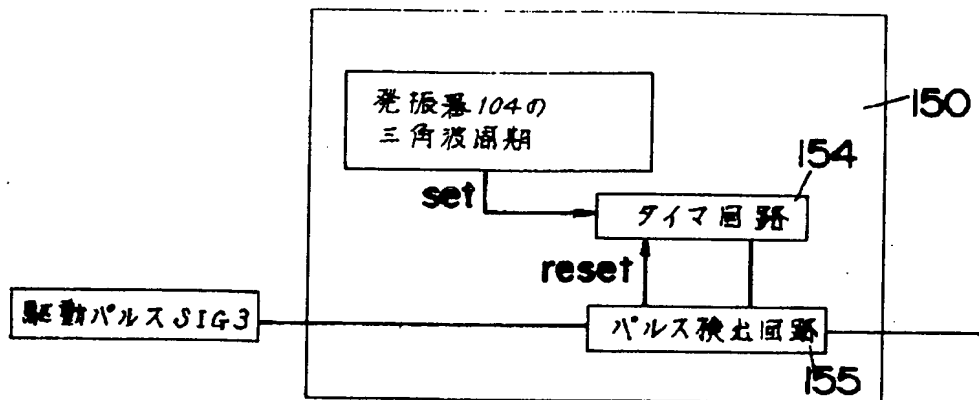 発振器104の
三角波周期
150
154
set
タイマ回路
reset
駆動パルスSIG3
パルス検出回路
155